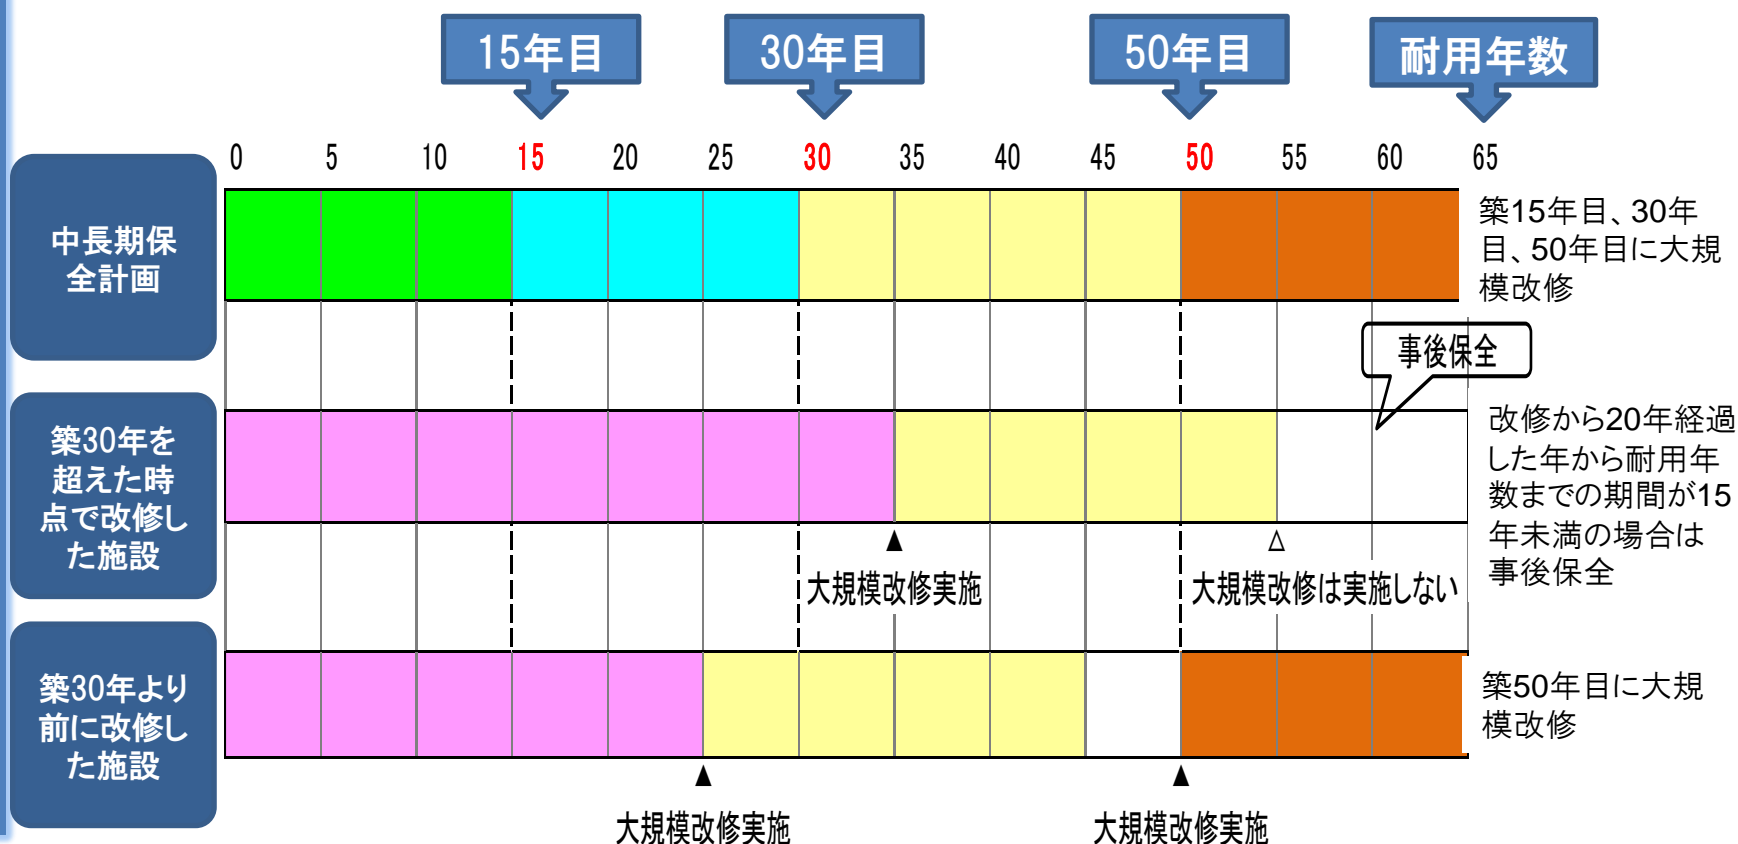 15年目
30年目
50年目
耐用年数
0 5 10 15 20 25 30 35 40 45 50 55 60 65
中長期保
全計画
築15年目、30年
目、50年目に大規
模改修
事後保全
築30年を
超えた時
点で改修し
た施設
改修から20年経過
した年から耐用年
数までの期間が15
年未満の場合は
事後保全
▲
△
大規模改修実施
大規模改修は実施しない
築30年より
前に改修し
た施設
築50年目に大規
模改修
▲
▲
大規模改修実施
大規模改修実施